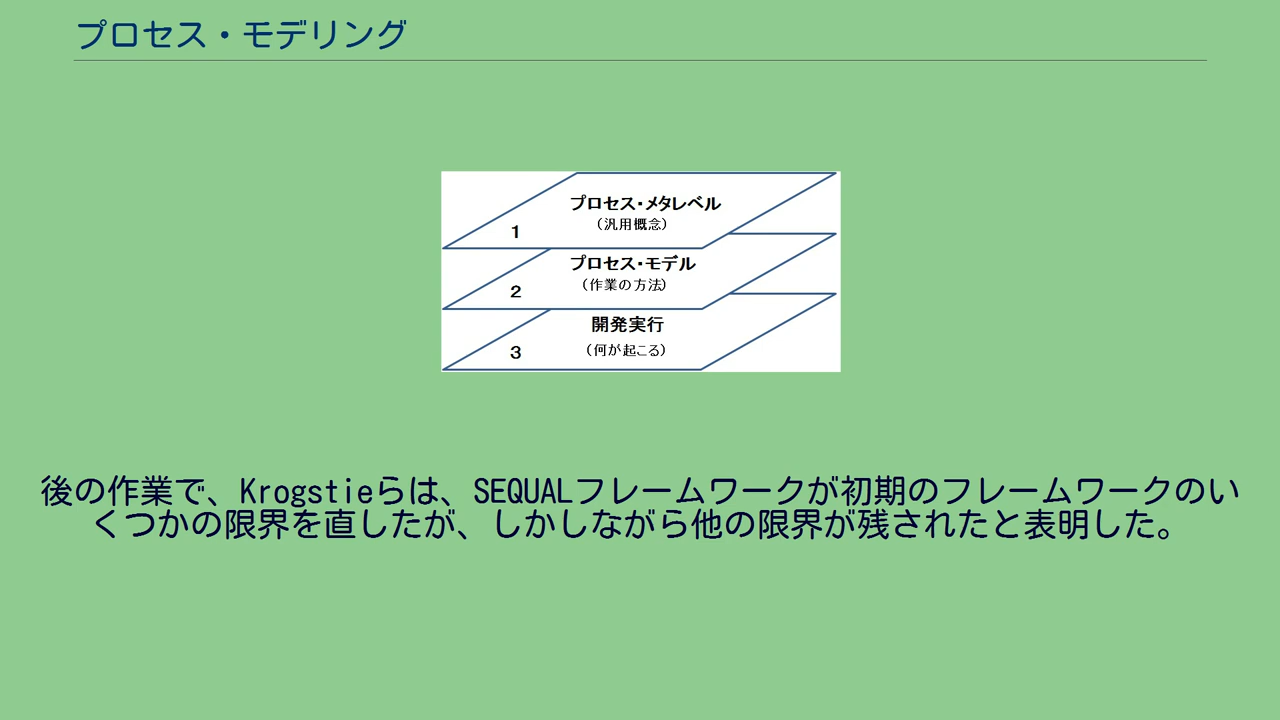 プロセス・モデリング
プロセス・メタレベル
（汎用概念）
1
プロセス・モデル
（作業の方法）
2
開発実行
（何が起こる）
3
後の作業で、Krogstieらは、SEQUALフレームワークが初期のフレームワークのい
くつかの限界を直したが、しかしながら他の限界が残されたと表明した。